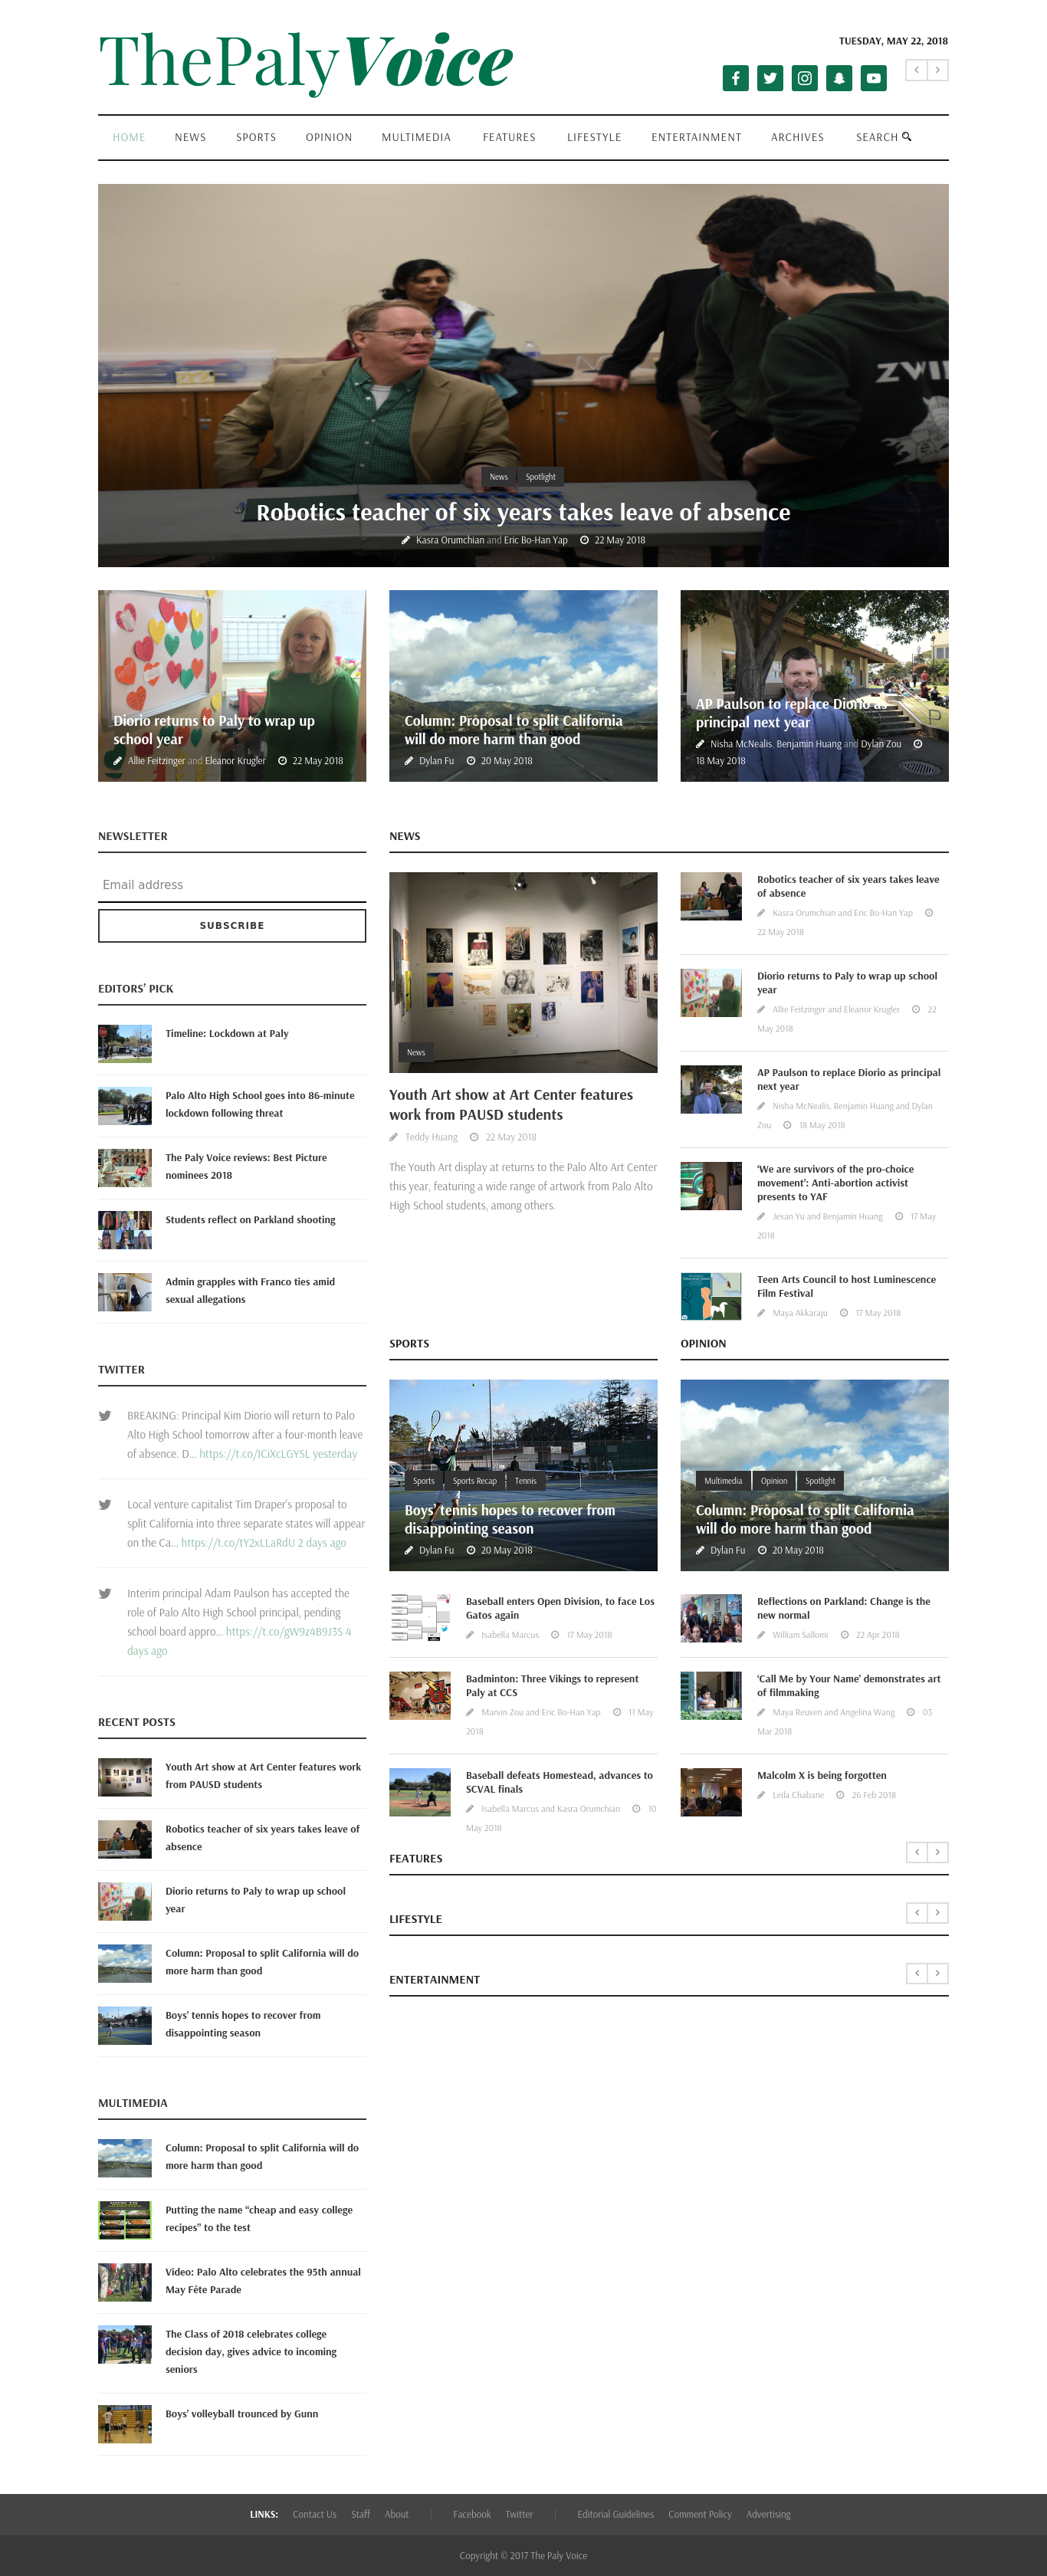 ThePalyVoice
TUESDAY, MAY 22, 2018
HOME NEWS SPORTS OPINION MULTIMEDIA FEATURES LIFESTYLE ENTERTAINMENT ARCHIVES SEARCH
ZWIE
News Spotlight
Robotics teacher of six years takes leave of absence
Kasra Orumchian and Eric Bo-Han Yap 22 May 2018
Diorio returns to Paly to wrap up
school year
Allie Feitzinger and Eleanor Krugler 22 May 2018
Column: Proposal to split California
will do more harm than good
Dylan Fu 20 May 2018
AP Paulson to replace Diorio as
principal next year
Nisha McNealis, Benjamin Huang and Dylan Zou
18 May 2018
NEWSLETTER
Email address
SUBSCRIBE
EDITORS' PICK
Timeline: Lockdown at Paly
Palo Alto High School goes into 86-minute
lockdown following threat
The Paly Voice reviews: Best Picture
nominees 2018
Students reflect on Parkland shooting
Admin grapples with Franco ties amid
sexual allegations
TWITTER
BREAKING: Principal Kim Diorio will return to Palo
Alto High School tomorrow after a four-month leave
of absence. D... https://t.co/ICiXcLGYSL yesterday
Local venture capitalist Tim Draper's proposal to
split California into three separate states will appear
on the Ca... https://t.co/tY2xLLaRdU 2 days ago
Interim principal Adam Paulson has accepted the
role of Palo Alto High School principal, pending
school board appro... https://t.co/gW9z4B9J3S 4
days ago
RECENT POSTS
Youth Art show at Art Center features work
from PAUSD students
Robotics teacher of six years takes leave of
absence
Diorio returns to Paly to wrap up school
year
Column: Proposal to split California will do
more harm than good
Boys' tennis hopes to recover from
disappointing season
MULTIMEDIA
Column: Proposal to split California will do
more harm than good
Putting the name “cheap and easy college
recipes” to the test
Video: Palo Alto celebrates the 95th annual
May Fête Parade
The Class of 2018 celebrates college
decision day, gives advice to incoming
seniors
Boys' volleyball trounced by Gunn
NEWS
News
Youth Art show at Art Center features
work from PAUSD students
Teddy Huang 22 May 2018
The Youth Art display at returns to the Palo Alto Art Center
this year, featuring a wide range of artwork from Palo Alto
High School students, among others.
Robotics teacher of six years takes leave
of absence
Kasra Orumchian and Eric Bo-Han Yap
22 May 2018
Diorio returns to Paly to wrap up school
year
Allie Feitzinger and Eleanor Krugler 22
May 2018
AP Paulson to replace Diorio as principal
next year
Nisha McNealis, Benjamin Huang and Dylan
Zou 18 May 2018
‘We are survivors of the pro-choice
movement’: Anti-abortion activist
presents to YAF
Jevan Yu and Benjamin Huang 17 May
2018
Teen Arts Council to host Luminescence
Film Festival
Maya Akkaraju 17 May 2018
SPORTS
Sports Sports Recap Tennis
Boys' tennis hopes to recover from
disappointing season
Dylan Fu 20 May 2018
Baseball enters Open Division, to face Los
Gatos again
Isabella Marcus 17 May 2018
Badminton: Three Vikings to represent
Paly at CCS
Marvin Zou and Eric Bo-Han Yap 11 May
2018
Baseball defeats Homestead, advances to
SCVAL finals
Isabella Marcus and Kasra Orumchian 10
May 2018
OPINION
Multimedia Opinion Spotlight
Column: Proposal to split California
will do more harm than good
Dylan Fu 20 May 2018
Reflections on Parkland: Change is the
new normal
William Sallomi 22 Apr 2018
‘Call Me by Your Name’ demonstrates art
of filmmaking
Maya Reuven and Angelina Wang 03
Mar 2018
Malcolm X is being forgotten
Leila Chabane 26 Feb 2018
FEATURES
LIFESTYLE
ENTERTAINMENT
LINKS: Contact Us Staff About | Facebook Twitter | Editorial Guidelines Comment Policy Advertising
Copyright © 2017 The Paly Voice